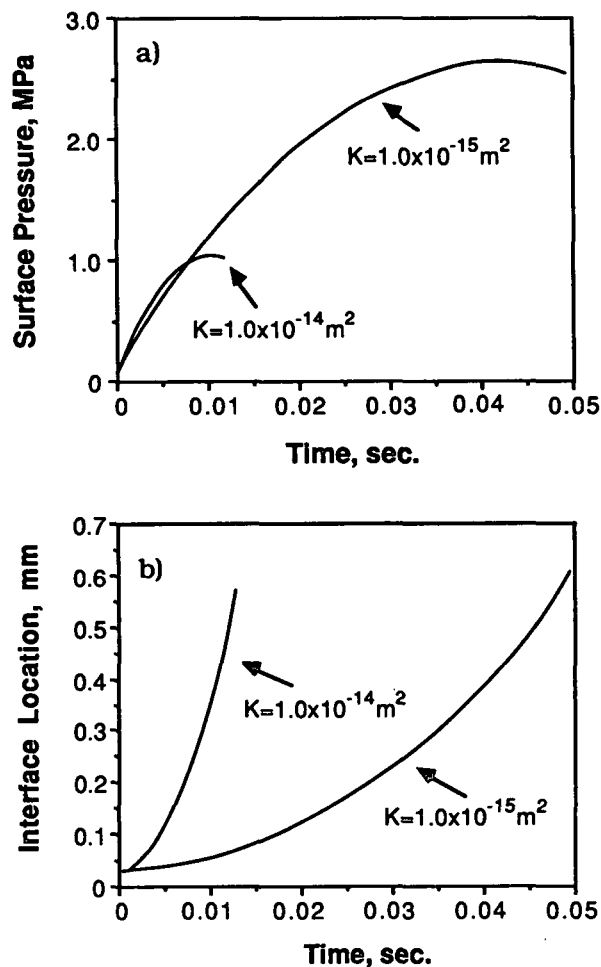 a)
Surface Pressure, MPa
3.0
2.0
1.0
0
K=1.0x10⁻¹⁵m²
K=1.0x10⁻¹⁴m²
0 0.01 0.02 0.03 0.04 0.05
Time, sec.
b)
Interface Location, mm
0.7
0.6
0.5
0.4
0.3
0.2
0.1
0
K=1.0x10⁻¹⁴m²
K=1.0x10⁻¹⁵m²
0 0.01 0.02 0.03 0.04 0.05
Time, sec.